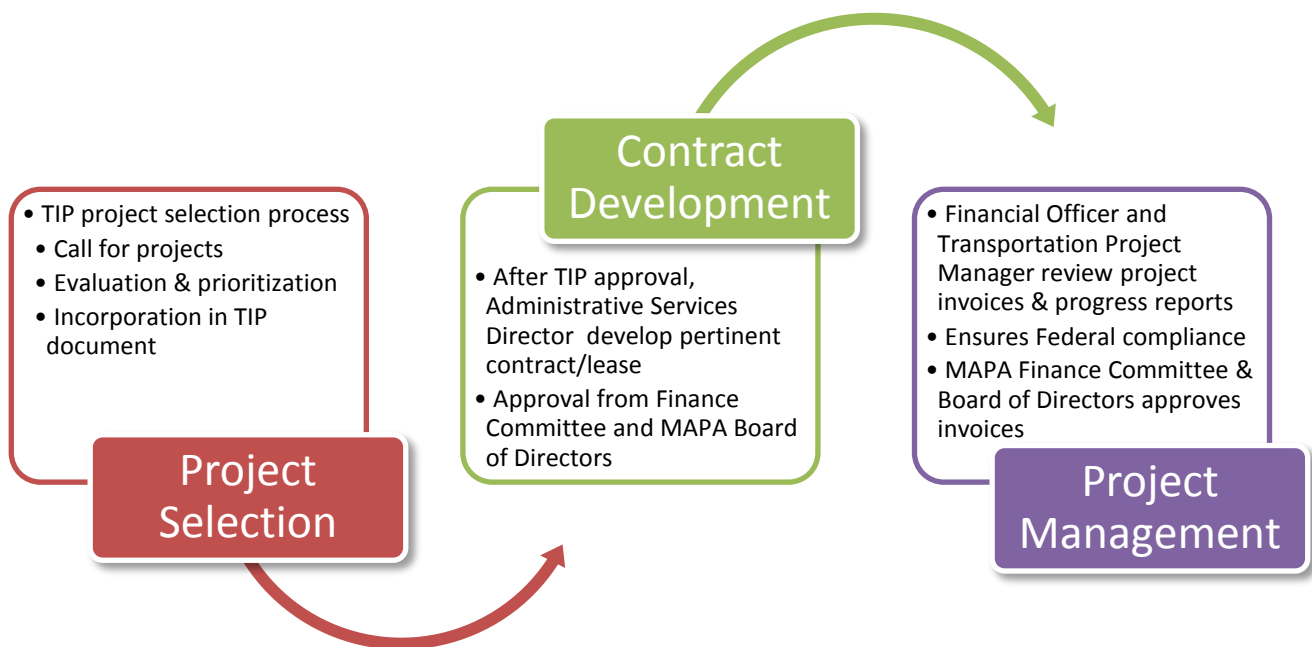 • TIP project selection process
• Call for projects
• Evaluation & prioritization
• Incorporation in TIP
document
Project
Selection
Contract
Development
• After TIP approval,
Administrative Services
Director develop pertinent
contract/lease
• Approval from Finance
Committee and MAPA Board
of Directors
• Financial Officer and
Transportation Project
Manager review project
invoices & progress reports
• Ensures Federal compliance
• MAPA Finance Committee &
Board of Directors approves
invoices
Project
Management